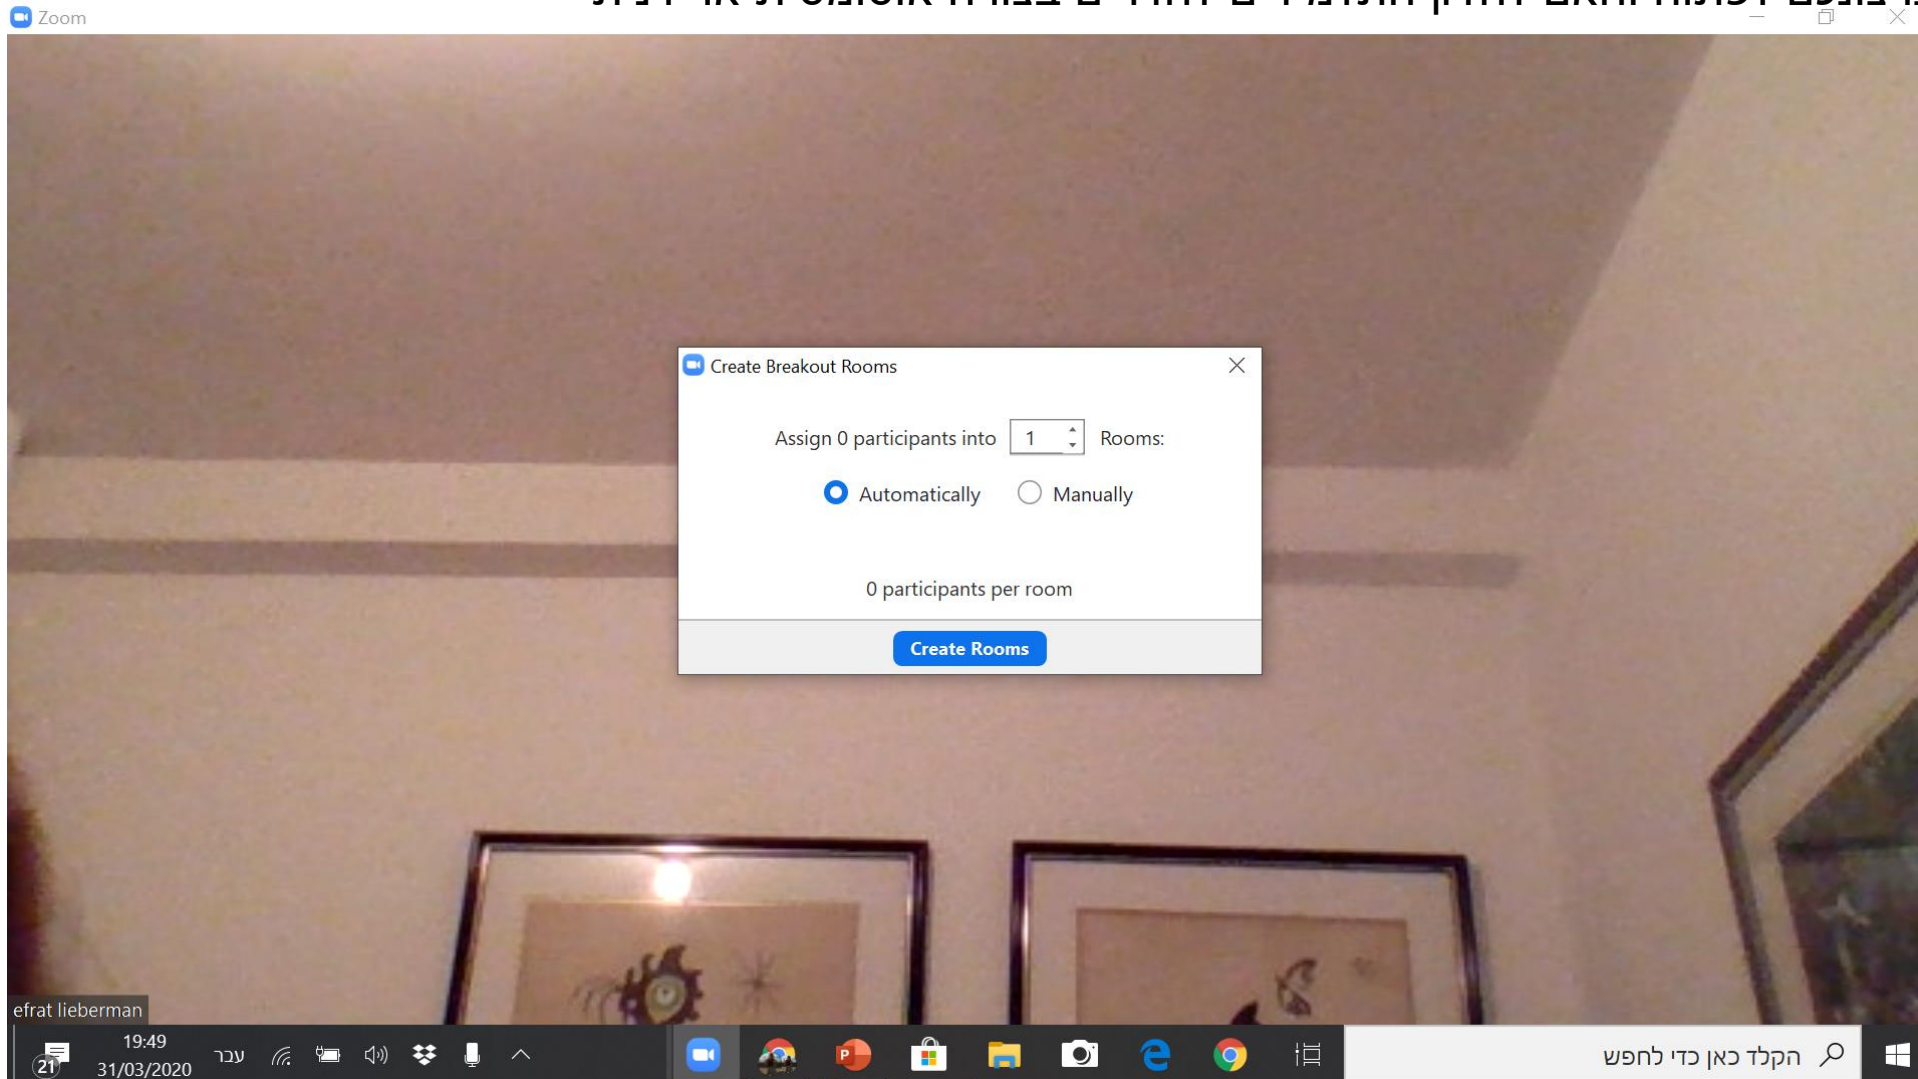 Zoom
Create Breakout Rooms
Assign 0 participants into 1 Rooms:
Automatically Manually
0 participants per room
Create Rooms
efrat lieberman
19:49
31/03/2020
21
עבר
הקלד כאן כדי לחפש